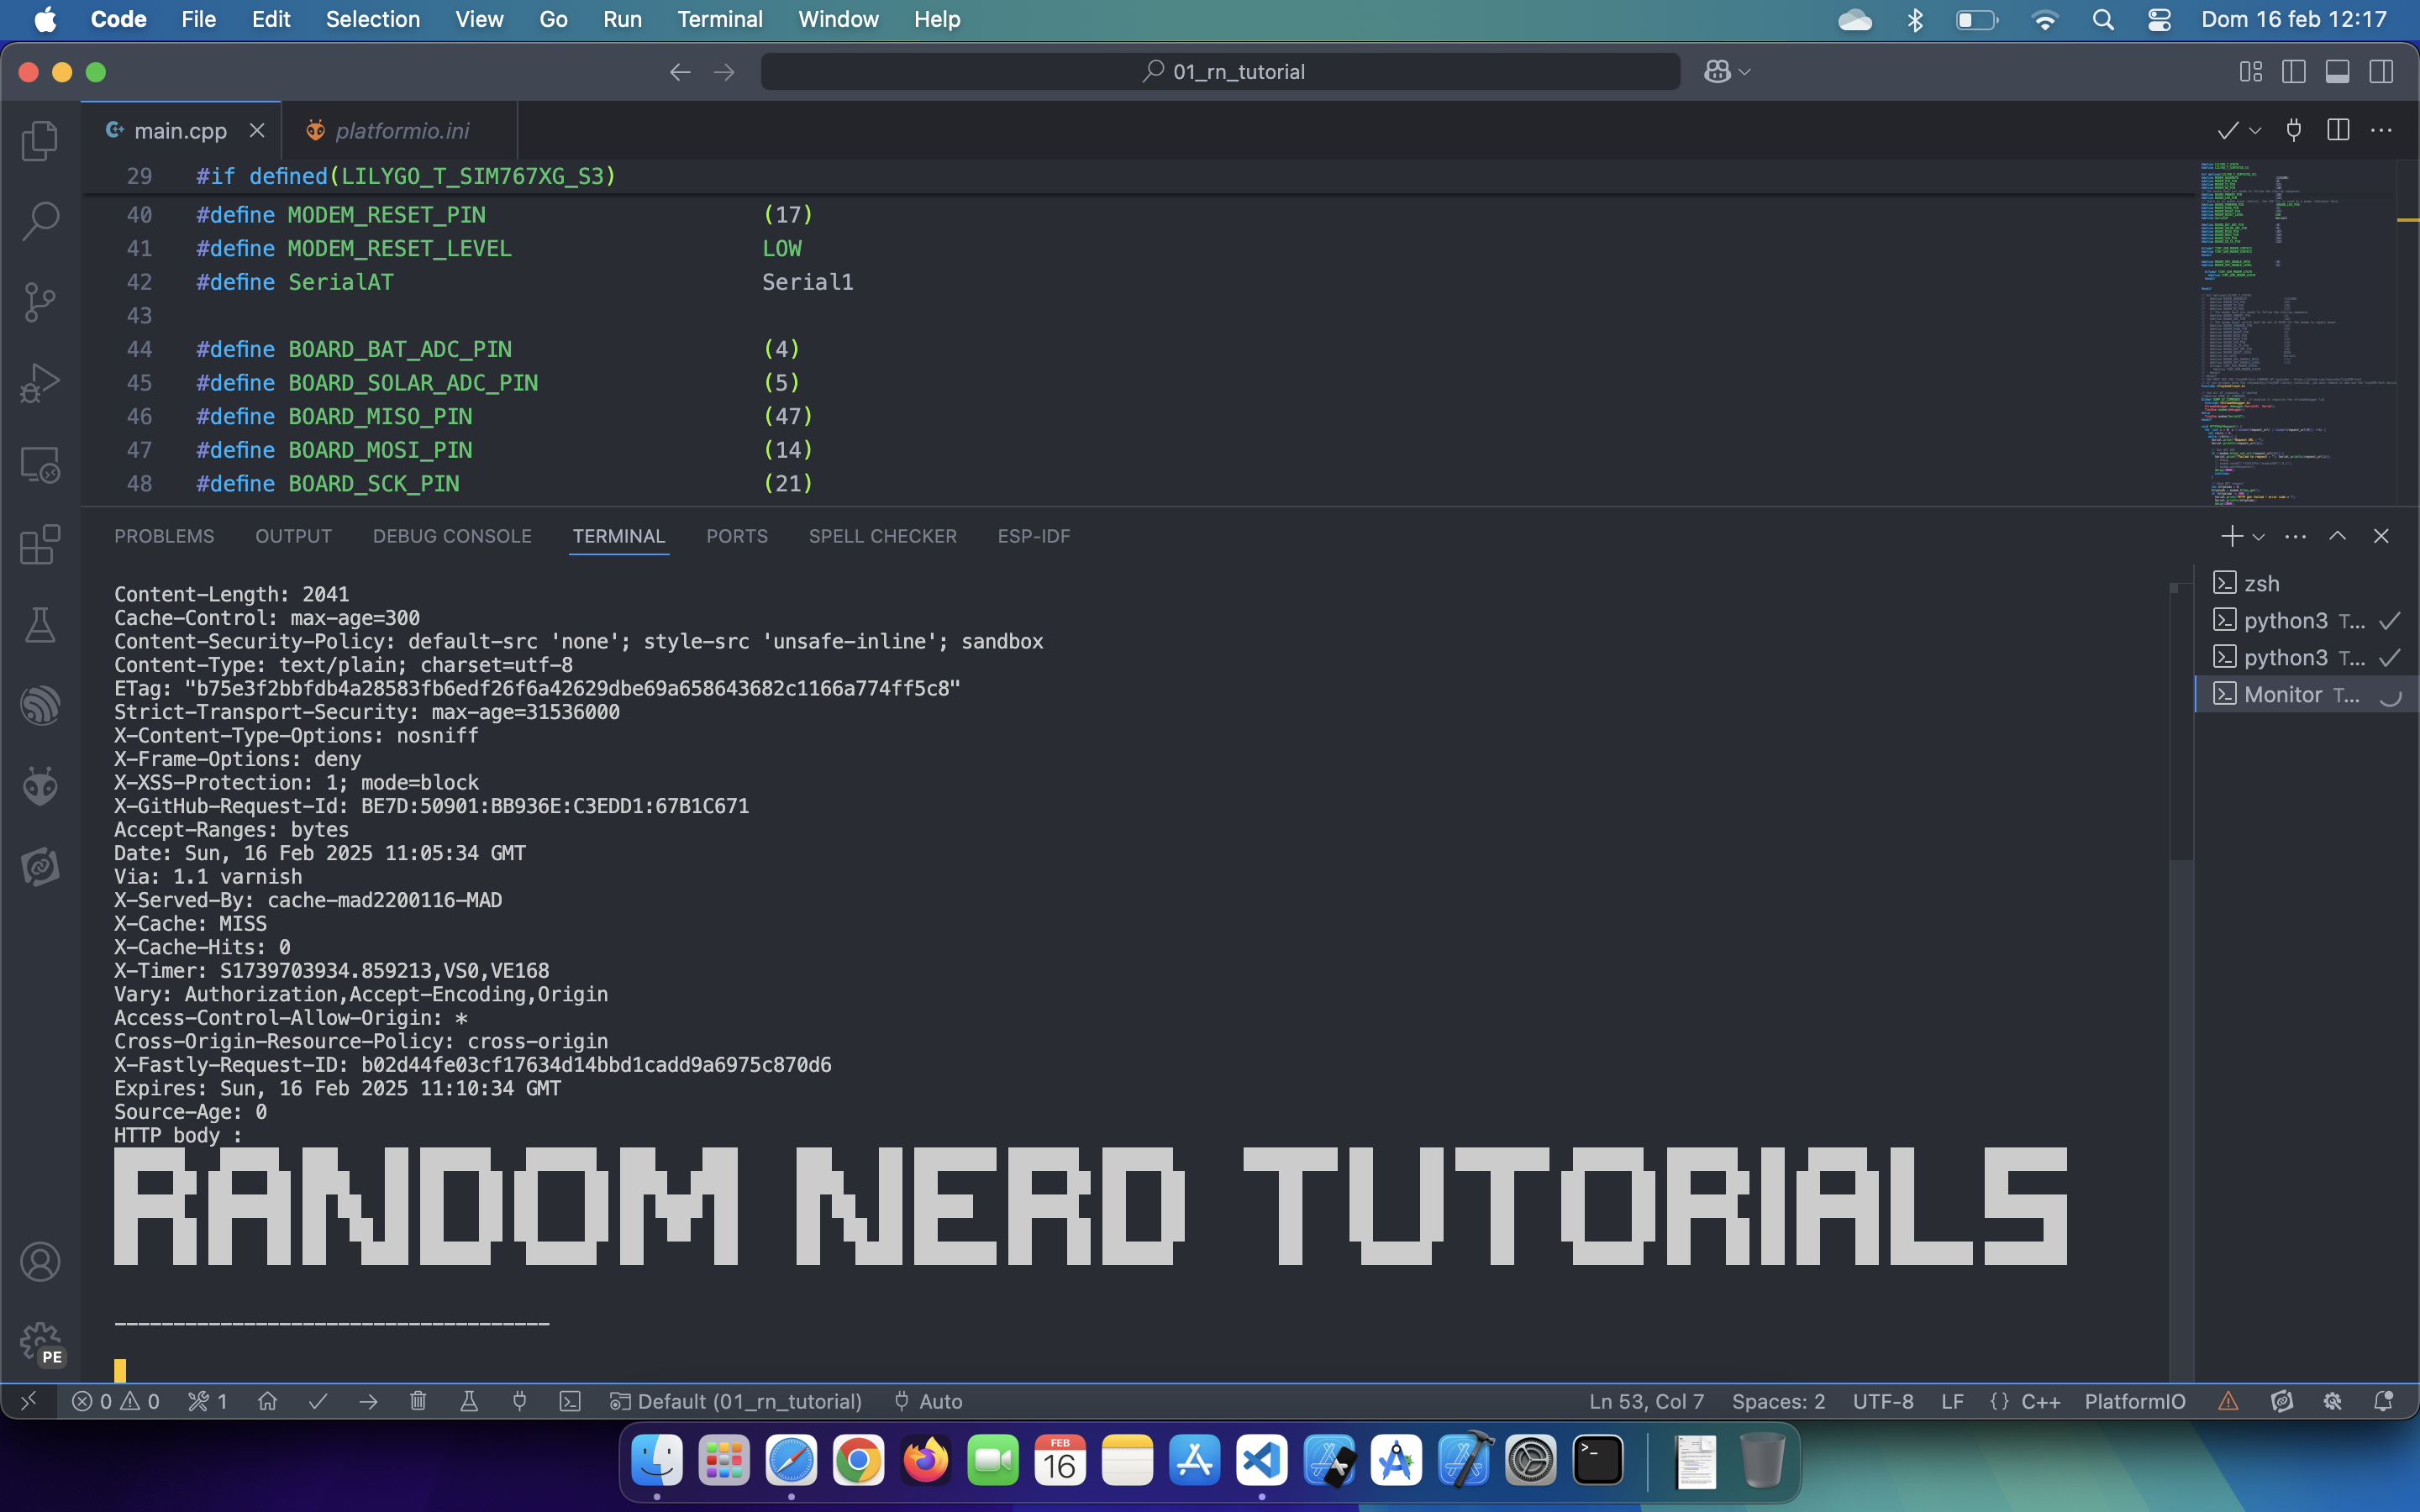 Code File Edit Selection View Go Run Terminal Window Help Dom 16 feb 12:17
01_rn_tutorial
main.cpp platformio.ini
29 #if defined(LILYGO_T_SIM767XG_S3)
40 #define MODEM_RESET_PIN (17)
41 #define MODEM_RESET_LEVEL LOW
42 #define SerialAT Serial1
43
44 #define BOARD_BAT_ADC_PIN (4)
45 #define BOARD_SOLAR_ADC_PIN (5)
46 #define BOARD_MISO_PIN (47)
47 #define BOARD_MOSI_PIN (14)
48 #define BOARD_SCK_PIN (21)
PROBLEMS OUTPUT DEBUG CONSOLE TERMINAL PORTS SPELL CHECKER ESP-IDF
Content-Length: 2041
Cache-Control: max-age=300
Content-Security-Policy: default-src 'none'; style-src 'unsafe-inline'; sandbox
Content-Type: text/plain; charset=utf-8
ETag: "b75e3f2bbfdb4a28583fb6edf26f6a42629dbe69a658643682c1166a774ff5c8"
Strict-Transport-Security: max-age=31536000
X-Content-Type-Options: nosniff
X-Frame-Options: deny
X-XSS-Protection: 1; mode=block
X-GitHub-Request-Id: BE7D:50901:BB936E:C3EDD1:67B1C671
Accept-Ranges: bytes
Date: Sun, 16 Feb 2025 11:05:34 GMT
Via: 1.1 varnish
X-Served-By: cache-mad2200116-MAD
X-Cache: MISS
X-Cache-Hits: 0
X-Timer: S1739703934.859213,VS0,VE168
Vary: Authorization,Accept-Encoding,Origin
Access-Control-Allow-Origin: *
Cross-Origin-Resource-Policy: cross-origin
X-Fastly-Request-ID: b02d44fe03cf17634d14bbd1cadd9a6975c870d6
Expires: Sun, 16 Feb 2025 11:10:34 GMT
Source-Age: 0
HTTP body :
RANDOM NERD TUTORIALS
-------------------------------------
zsh
python3 T...
python3 T...
Monitor T...
PE
0 0 1 Default (01_rn_tutorial) Auto Ln 53, Col 7 Spaces: 2 UTF-8 LF {} C++ PlatformIO
FEB
16